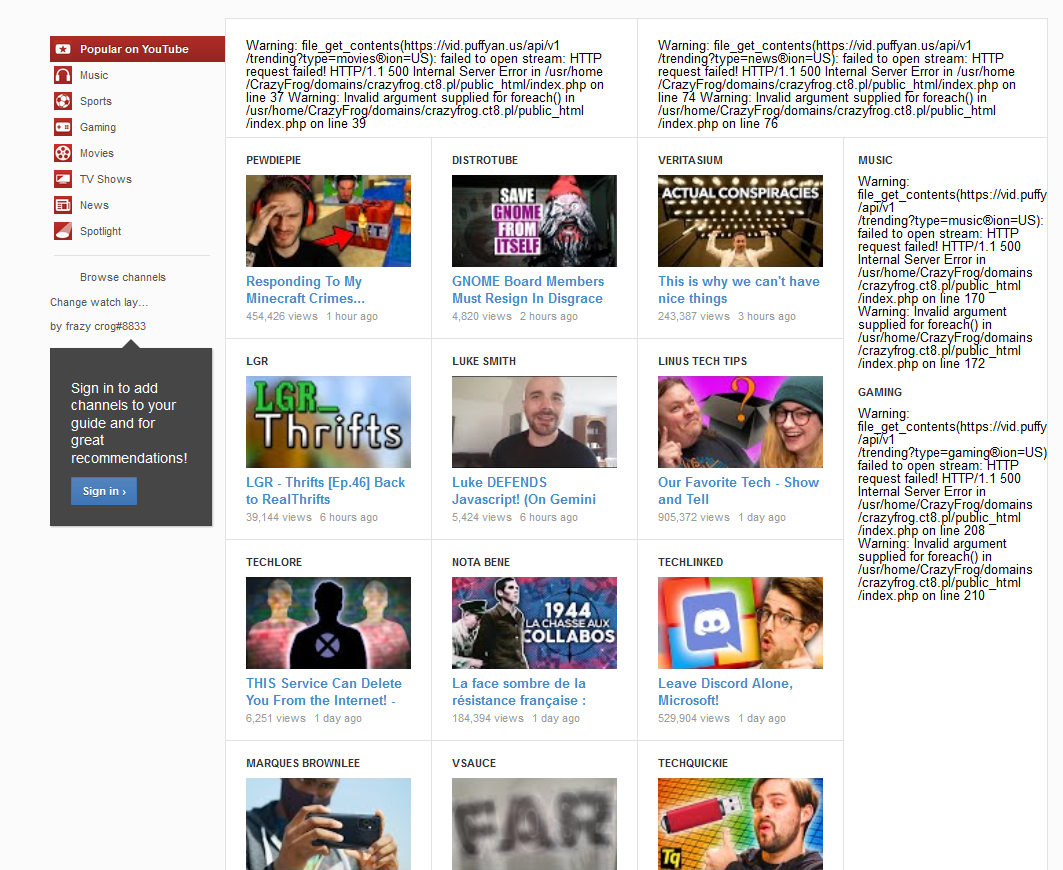 Popular on YouTube
Music
Sports
Gaming
Movies
TV Shows
News
Spotlight
Browse channels
Change watch lay...
by frazy crog#8833
Sign in to add
channels to your
guide and for
great
recommendations!
Sign in ›
Warning: file_get_contents(https://vid.puffyan.us/api/v1
/trending?type=movies®ion=US): failed to open stream: HTTP
request failed! HTTP/1.1 500 Internal Server Error in /usr/home
/CrazyFrog/domains/crazyfrog.ct8.pl/public_html/index.php on
line 37 Warning: Invalid argument supplied for foreach() in
/usr/home/CrazyFrog/domains/crazyfrog.ct8.pl/public_html
/index.php on line 39
Warning: file_get_contents(https://vid.puffyan.us/api/v1
/trending?type=news®ion=US): failed to open stream: HTTP
request failed! HTTP/1.1 500 Internal Server Error in /usr/home
/CrazyFrog/domains/crazyfrog.ct8.pl/public_html/index.php on
line 74 Warning: Invalid argument supplied for foreach() in
/usr/home/CrazyFrog/domains/crazyfrog.ct8.pl/public_html
/index.php on line 76
PEWDIEPIE
Responding To My
Minecraft Crimes...
454,426 views 1 hour ago
DISTROTUBE
SAVE
GNOME
FROM
ITSELF
GNOME Board Members
Must Resign In Disgrace
4,820 views 2 hours ago
VERITASIUM
ACTUAL CONSPIRACIES
This is why we can't have
nice things
243,387 views 3 hours ago
LGR
LGR_
Thrifts
LGR - Thrifts [Ep.46] Back
to RealThrifts
39,144 views 6 hours ago
LUKE SMITH
Luke DEFENDS
Javascript! (On Gemini
5,424 views 6 hours ago
LINUS TECH TIPS
?
Our Favorite Tech - Show
and Tell
905,372 views 1 day ago
TECHLORE
THIS Service Can Delete
You From the Internet! -
6,251 views 1 day ago
NOTA BENE
1944
LA CHASSE AUX
COLLABOS
La face sombre de la
résistance française :
184,394 views 1 day ago
TECHLINKED
Leave Discord Alone,
Microsoft!
529,904 views 1 day ago
MARQUES BROWNLEE
VSAUCE
FAR
TECHQUICKIE
Tq
MUSIC
Warning:
file_get_contents(https://vid.puffy
/api/v1
/trending?type=music®ion=US):
failed to open stream: HTTP
request failed! HTTP/1.1 500
Internal Server Error in
/usr/home/CrazyFrog/domains
/crazyfrog.ct8.pl/public_html
/index.php on line 170
Warning: Invalid argument
supplied for foreach() in
/usr/home/CrazyFrog/domains
/crazyfrog.ct8.pl/public_html
/index.php on line 172
GAMING
Warning:
file_get_contents(https://vid.puffy
/api/v1
/trending?type=gaming®ion=US)
failed to open stream: HTTP
request failed! HTTP/1.1 500
Internal Server Error in
/usr/home/CrazyFrog/domains
/crazyfrog.ct8.pl/public_html
/index.php on line 208
Warning: Invalid argument
supplied for foreach() in
/usr/home/CrazyFrog/domains
/crazyfrog.ct8.pl/public_html
/index.php on line 210